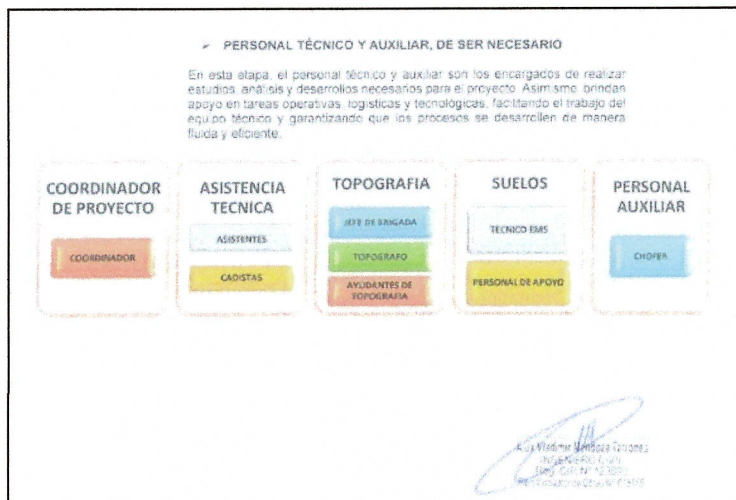 ➢ PERSONAL TÉCNICO Y AUXILIAR, DE SER NECESARIO
En esta etapa, el personal técnico y auxiliar son los encargados de realizar
estudios, análisis y desarrollos necesarios para el proyecto. Asimismo, brindan
apoyo en tareas operativas, logísticas y tecnológicas, facilitando el trabajo del
equipo técnico y garantizando que los procesos se desarrollen de manera
fluida y eficiente.
COORDINADOR
DE PROYECTO
COORDINADOR
ASISTENCIA
TECNICA
ASISTENTES
CADISTAS
TOPOGRAFIA
JEFE DE BRIGADA
TOPOGRAFO
AYUDANTES DE
TOPOGRAFIA
SUELOS
TECNICO EMS
PERSONAL DE APOYO
PERSONAL
AUXILIAR
CHOFER
Vladimir Mendoza
INGENIERO CIVIL
Reg. CIP. N°